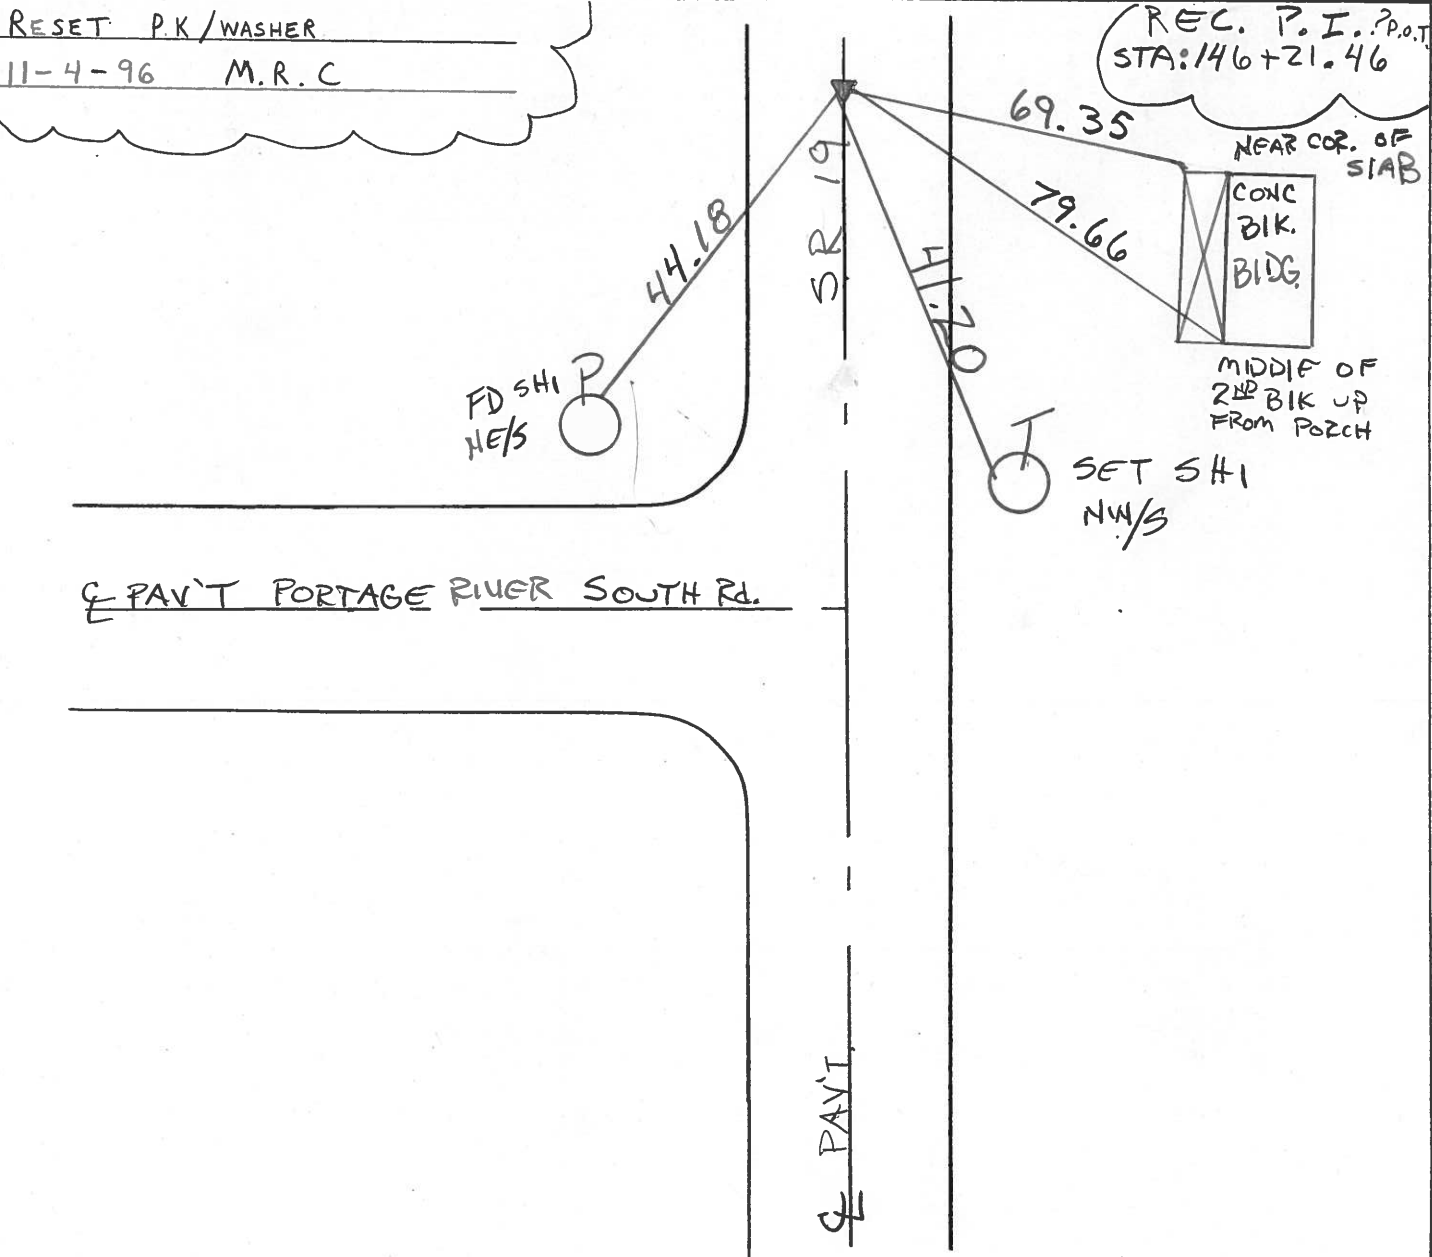 RESET P.K/WASHER
11-4-96 M.R.C
REC. P.I. ?P.O.T.
STA: 146+21.46
69.35
NEAR COR. OF
SlAB
79.66
CONC
BlK.
BlDG.
MIDDlE OF
2ND BlK UP
FROM PORCH
SR 19
44.18
41.20
FD SH1 P
NE/S
T
SET SH1
NW/S
℄ PAV'T PORTAGE RIVER SOUTH Rd.
℄ PAV'T